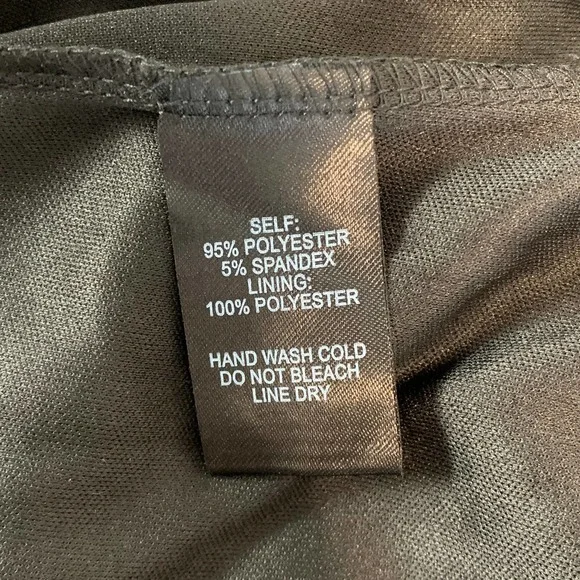 SELF:
95% POLYESTER
5% SPANDEX
LINING:
100% POLYESTER
HAND WASH COLD
DO NOT BLEACH
LINE DRY